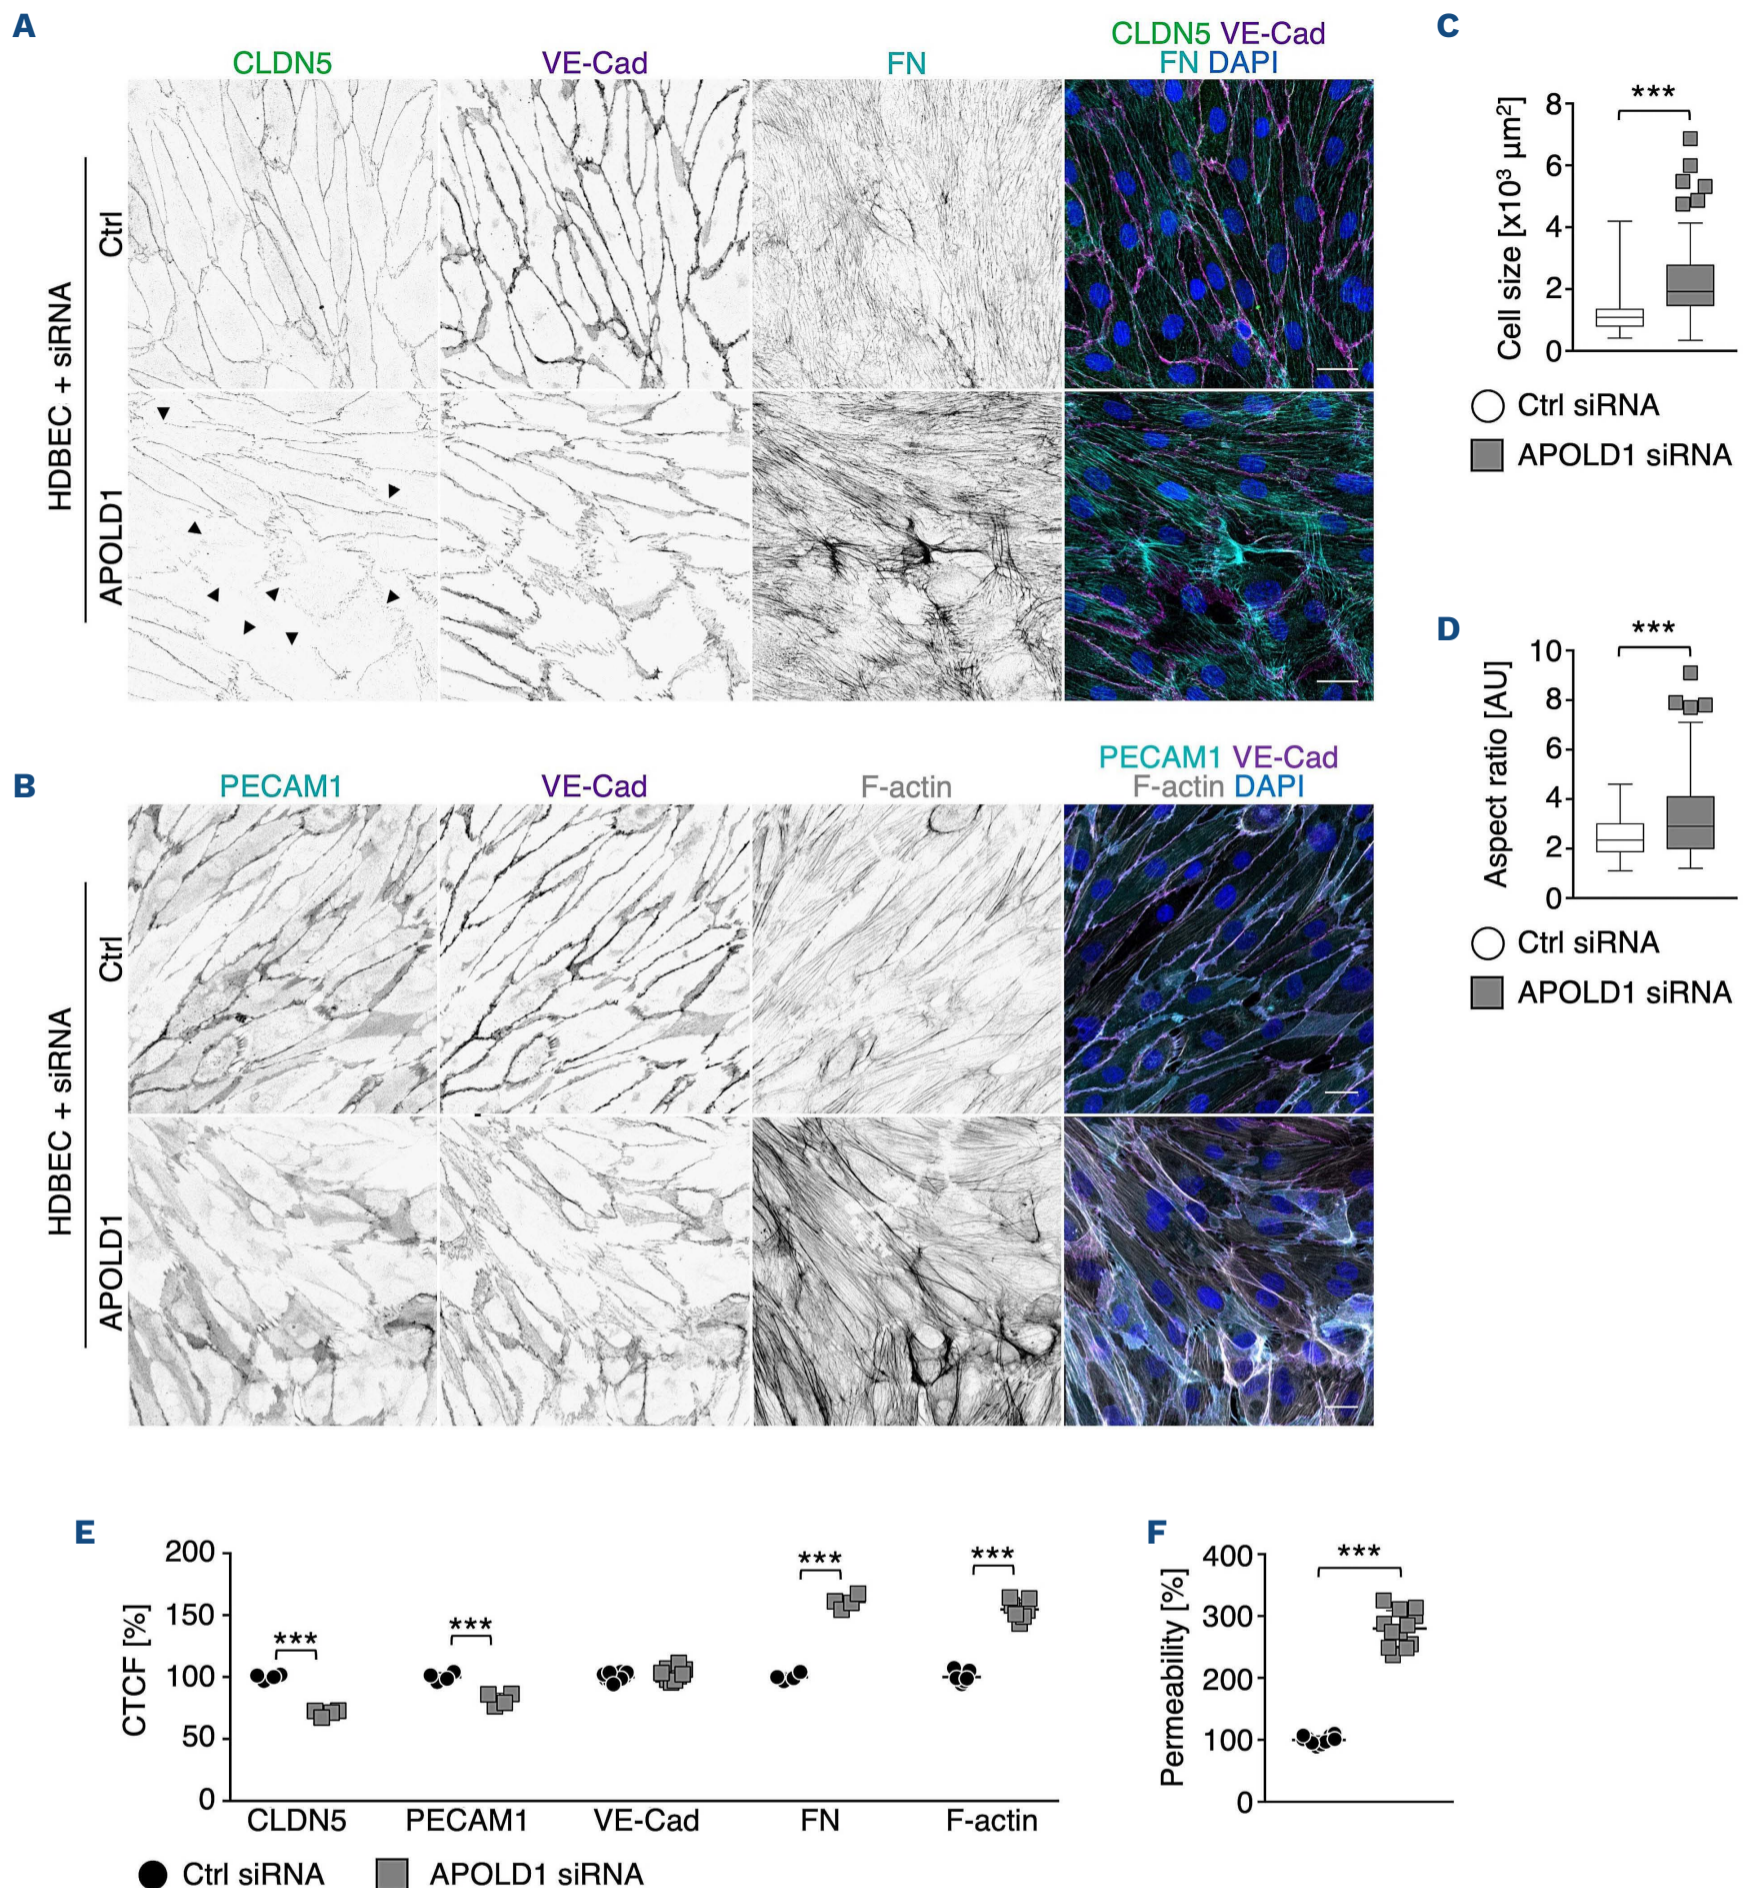 A
CLDN5
VE-Cad
FN
CLDN5 VE-Cad
FN DAPI
HDBEC + siRNA
Ctrl
APOLD1
B
PECAM1
VE-Cad
F-actin
PECAM1 VE-Cad
F-actin DAPI
HDBEC + siRNA
Ctrl
APOLD1
C
***
Cell size [x10³ µm²]
8
6
4
2
0
Ctrl siRNA
APOLD1 siRNA
D
***
Aspect ratio [AU]
10
8
6
4
2
0
Ctrl siRNA
APOLD1 siRNA
E
CTCF [%]
200
150
100
50
0
***
***
***
***
CLDN5
PECAM1
VE-Cad
FN
F-actin
Ctrl siRNA
APOLD1 siRNA
F
Permeability [%]
400
300
200
100
0
***